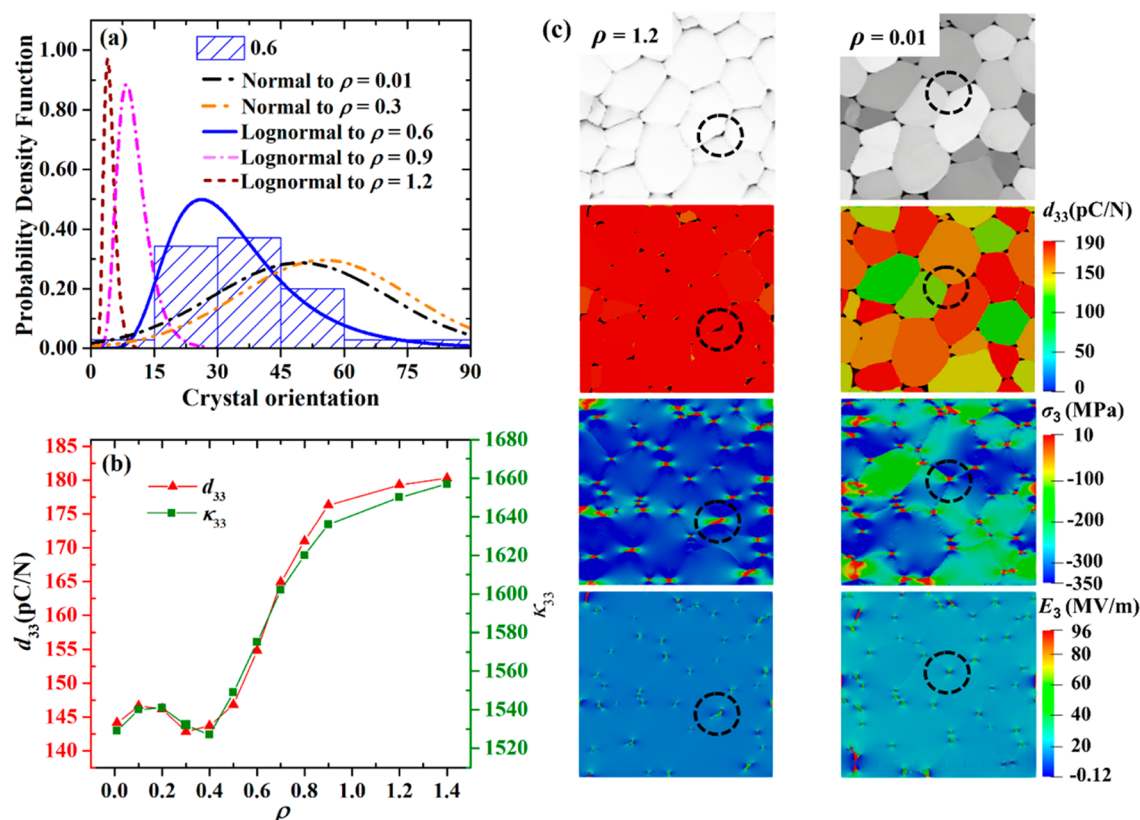 (a)
Probability Density Function
1.00
0.80
0.60
0.40
0.20
0.00
0.6
Normal to ρ = 0.01
Normal to ρ = 0.3
Lognormal to ρ = 0.6
Lognormal to ρ = 0.9
Lognormal to ρ = 1.2
0 15 30 45 60 75 90
Crystal orientation
(b)
d33(pC/N)
185
180
175
170
165
160
155
150
145
140
d33
κ33
1680
1660
1640
1620
1600
1580
1560
1540
1520
κ33
0.0 0.2 0.4 0.6 0.8 1.0 1.2 1.4
ρ
(c)
ρ = 1.2
ρ = 0.01
d33(pC/N)
190
150
100
50
0
σ3 (MPa)
10
-100
-200
-300
-350
E3 (MV/m)
96
80
60
40
20
-0.12